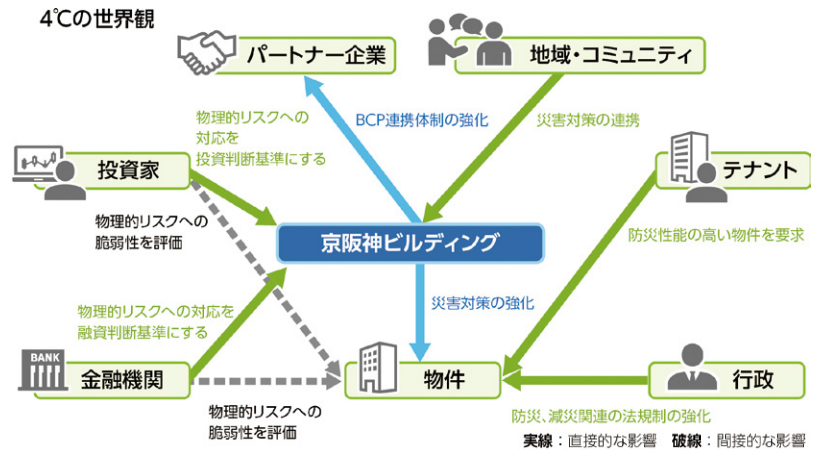 4℃の世界観
パートナー企業
地域・コミュニティ
物理的リスクへの
対応を
投資判断基準にする
BCP連携体制の強化
災害対策の連携
投資家
テナント
物理的リスクへの
脆弱性を評価
京阪神ビルディング
防災性能の高い物件を要求
物理的リスクへの対応を
融資判断基準にする
災害対策の強化
BANK
金融機関
物件
行政
物理的リスクへの
脆弱性を評価
防災、減災関連の法規制の強化
実線：直接的な影響　破線：間接的な影響